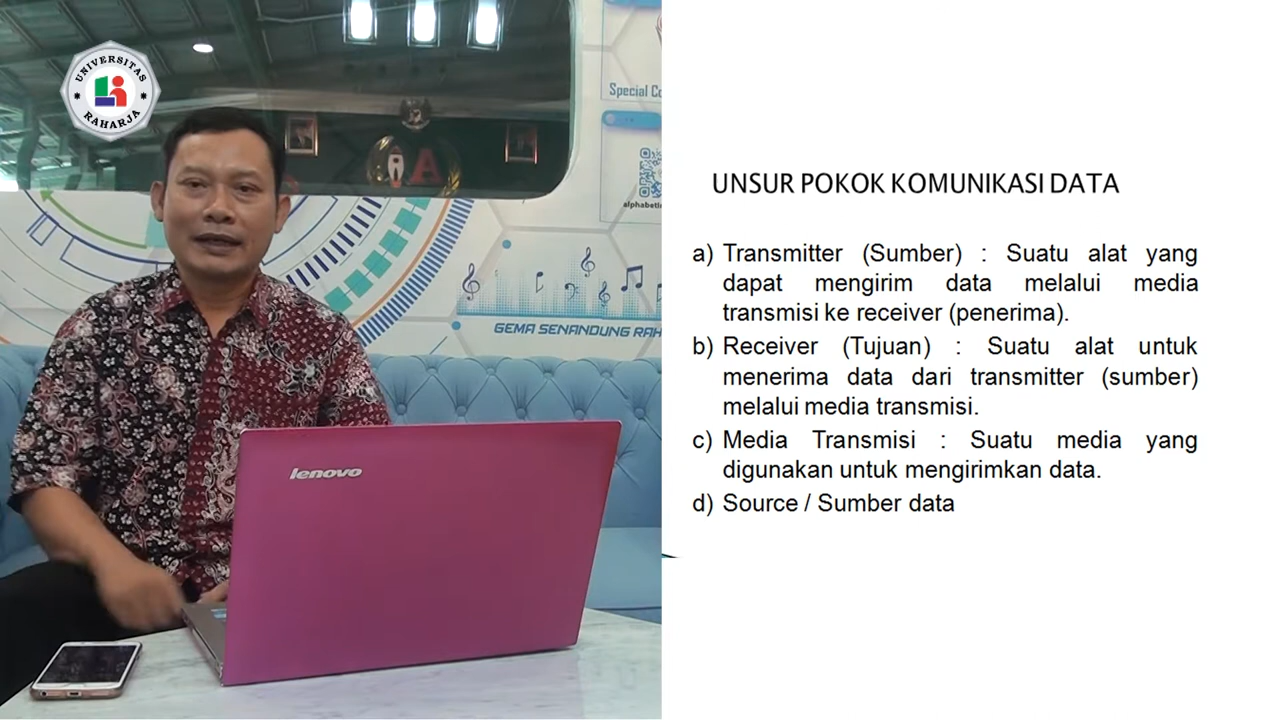 UNIVERSITAS
RAHARJA
Special Co
A
alphabetin
GEMA SENANDUNG RAH
lenovo
UNSUR POKOK KOMUNIKASI DATA
a) Transmitter (Sumber) : Suatu alat yang
dapat mengirim data melalui media
transmisi ke receiver (penerima).
b) Receiver (Tujuan) : Suatu alat untuk
menerima data dari transmitter (sumber)
melalui media transmisi.
c) Media Transmisi : Suatu media yang
digunakan untuk mengirimkan data.
d) Source / Sumber data